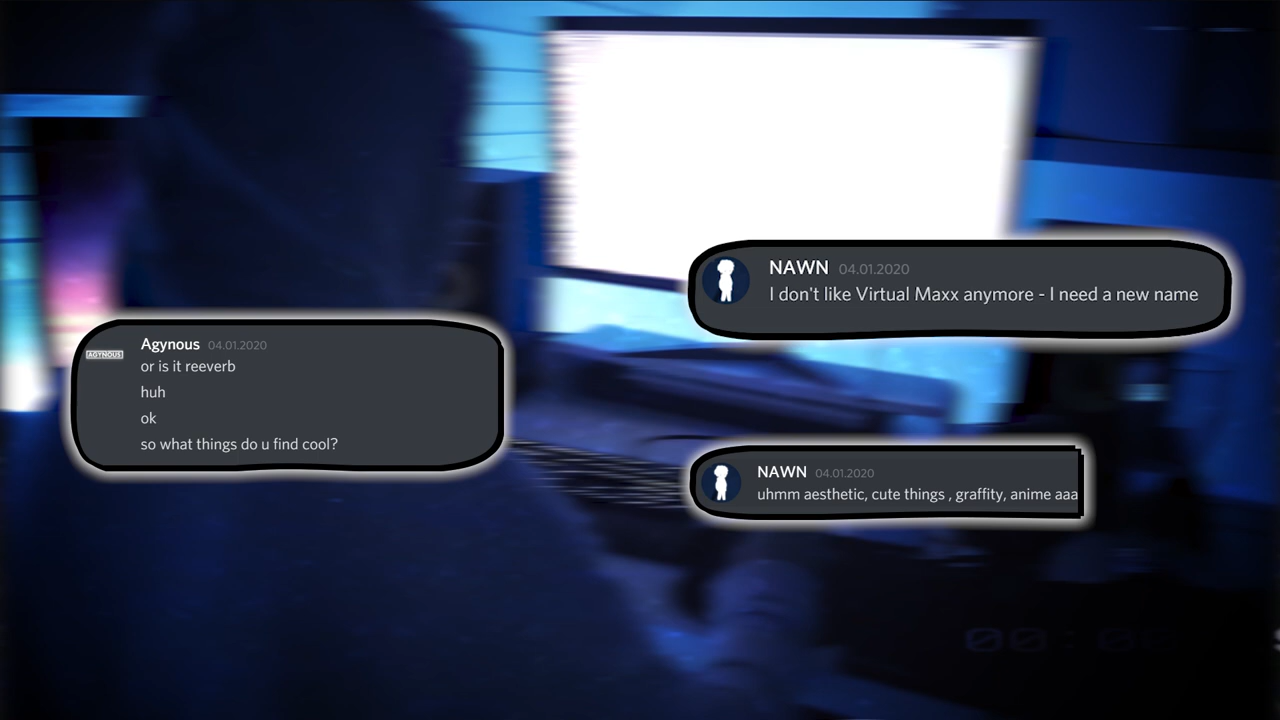 NAWN 04.01.2020
I don't like Virtual Maxx anymore - I need a new name
AGYNOUS
Agynous 04.01.2020
or is it reeverb
huh
ok
so what things do u find cool?
NAWN 04.01.2020
uhmm aesthetic, cute things , graffity, anime aaa